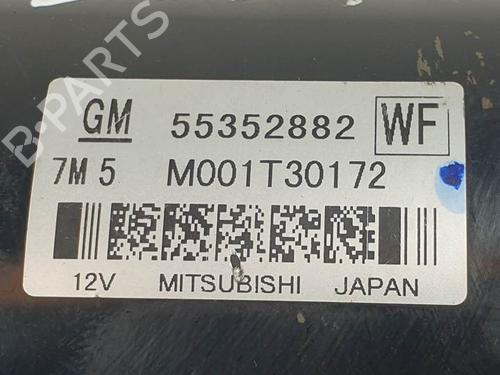 GM 55352882 WF
7M 5 M001T30172
12V MITSUBISHI JAPAN
B-PARTS